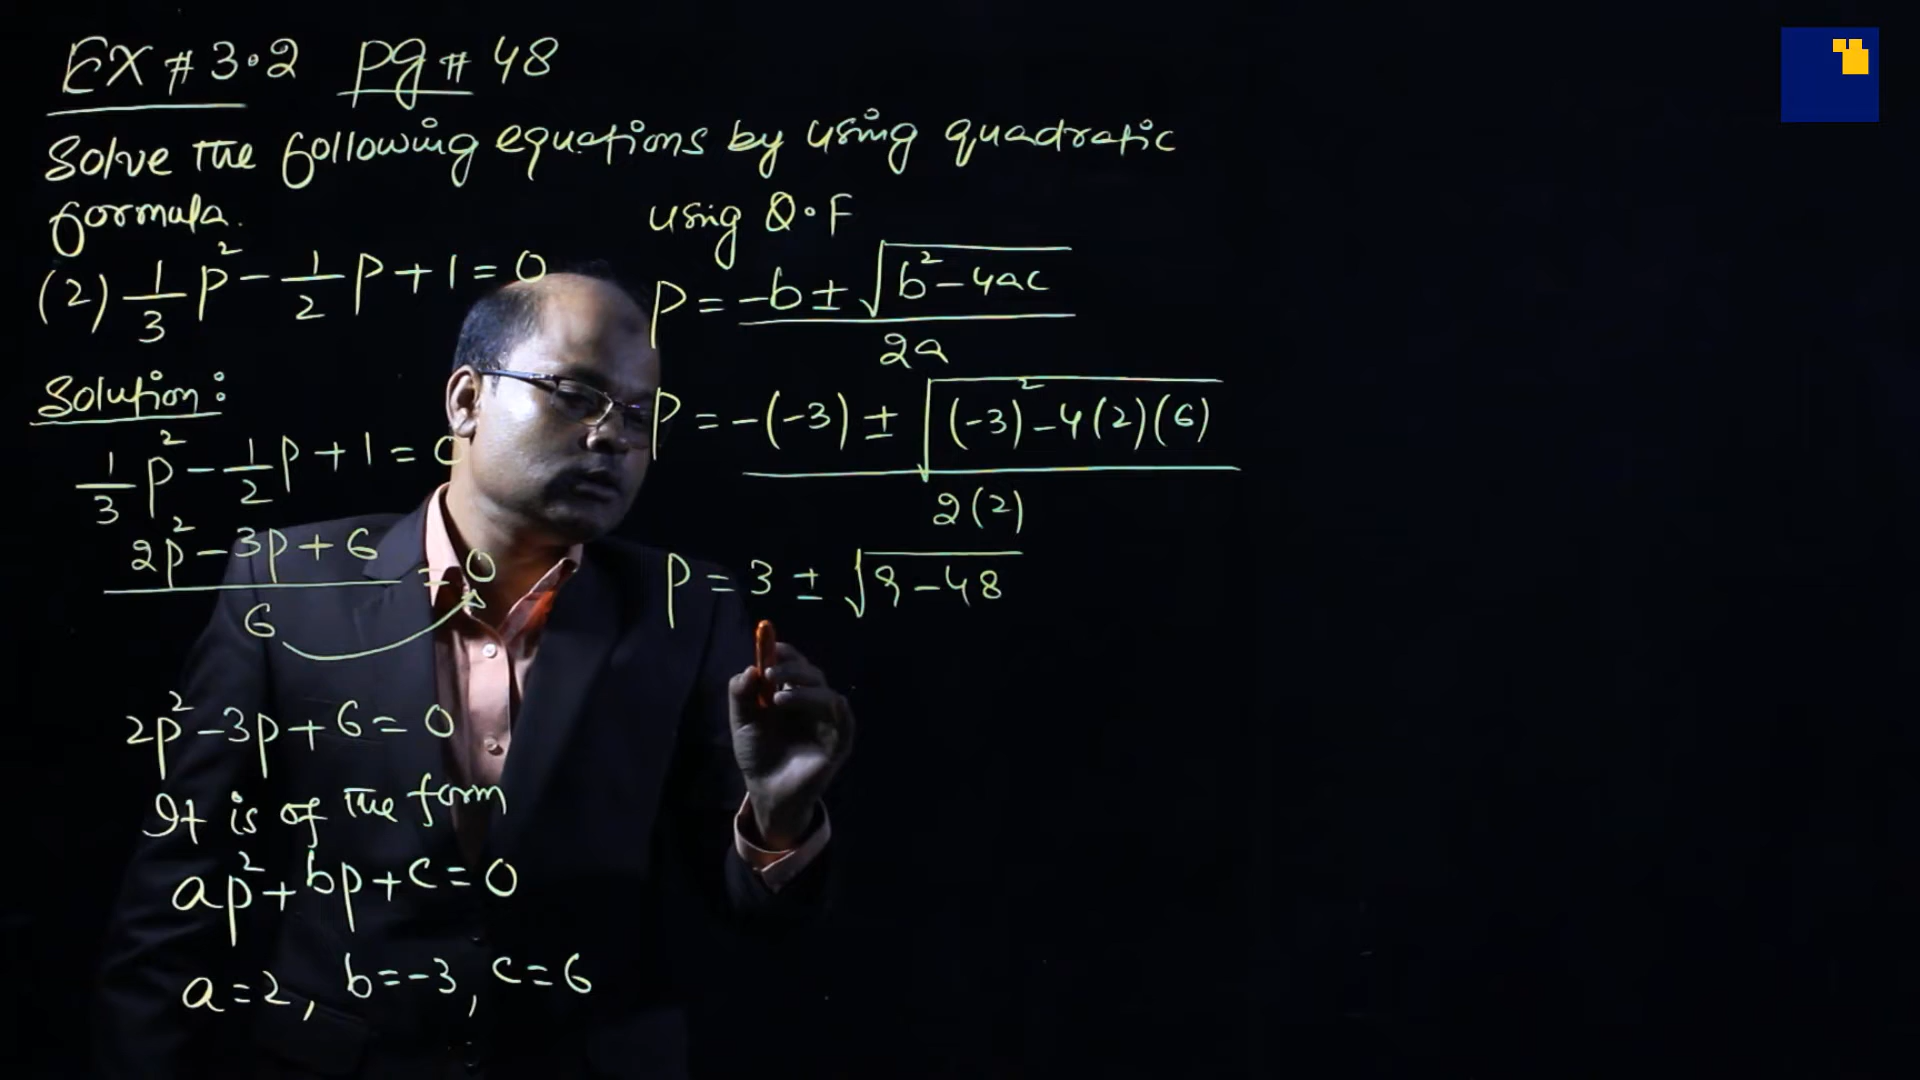 EX # 3.2 Pg # 48
Solve the following equations by using quadratic
formula.
(2) 1/3 p² - 1/2 p + 1 = 0
Solution:
1/3 p² - 1/2 p + 1 = 0
2p² - 3p + 6 / 6 = 0
2p² - 3p + 6 = 0
It is of the form
ap² + bp + c = 0
a = 2, b = -3, c = 6
using Q.F
p = -b ± √(b² - 4ac) / 2a
p = -(-3) ± √((-3)² - 4(2)(6)) / 2(2)
p = 3 ± √(9 - 48)